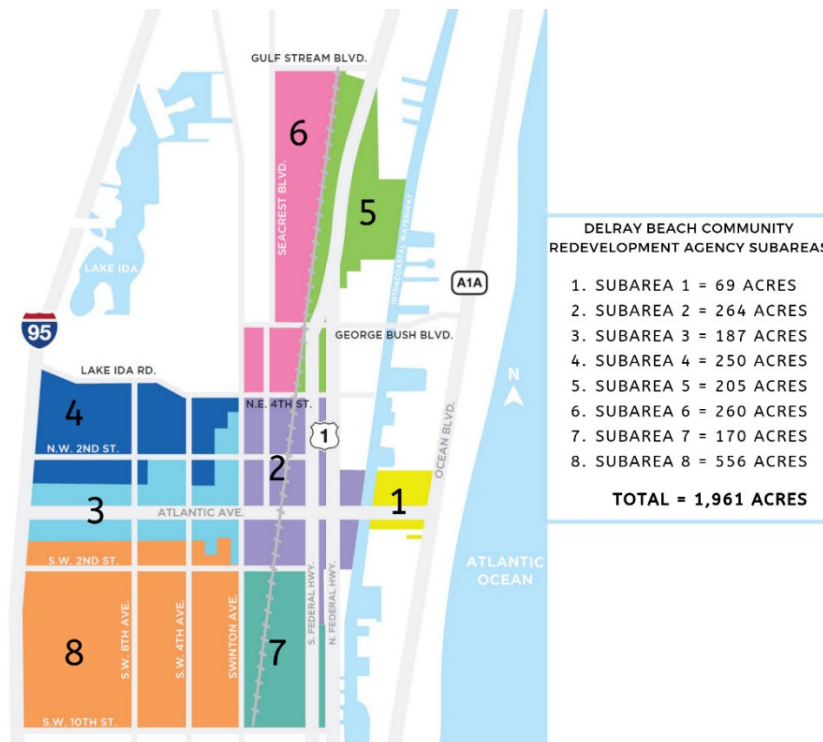 GULF STREAM BLVD.
6
SEACREST BLVD.
5
INTRACOASTAL WATERWAY
LAKE IDA
A1A
95
GEORGE BUSH BLVD.
LAKE IDA RD.
N
4
N.E. 4TH ST.
OCEAN BLVD.
1
N.W. 2ND ST.
2
3
ATLANTIC AVE.
1
S.W. 2ND ST.
ATLANTIC
OCEAN
S.W. 8TH AVE.
S.W. 4TH AVE.
SWINTON AVE.
S. FEDERAL HWY.
N. FEDERAL HWY.
8
7
S.W. 10TH ST.
DELRAY BEACH COMMUNITY
REDEVELOPMENT AGENCY SUBAREAS
1. SUBAREA 1 = 69 ACRES
2. SUBAREA 2 = 264 ACRES
3. SUBAREA 3 = 187 ACRES
4. SUBAREA 4 = 250 ACRES
5. SUBAREA 5 = 205 ACRES
6. SUBAREA 6 = 260 ACRES
7. SUBAREA 7 = 170 ACRES
8. SUBAREA 8 = 556 ACRES
TOTAL = 1,961 ACRES